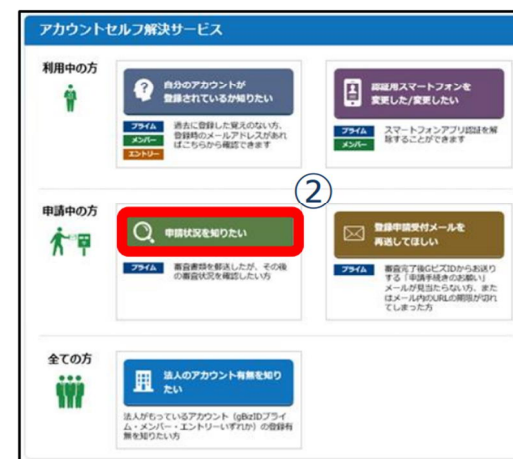 アカウントセルフ解決サービス
利用中の方
自分のアカウントが
登録されているか知りたい
プライム
メンバー
エントリー
過去に登録した覚えのない方、
登録時のメールアドレスがあれ
ばこちらから確認できます
認証用スマートフォンを
変更した/変更したい
プライム
メンバー
スマートフォンアプリ認証を解
除することができます
②
申請中の方
申請状況を知りたい
プライム
審査書類を郵送したが、その後
の審査状況を確認したい方
登録申請受付メールを
再送してほしい
プライム
審査完了後GビズIDからお送り
する「申請手続きのお願い」
メールが見当たらない方、また
はメール内のURLの期限が切れ
てしまった方
全ての方
法人のアカウント有無を知り
たい
法人がもっているアカウント（gBizIDプライ
ム・メンバー・エントリーいずれか）の登録有
無を知りたい方